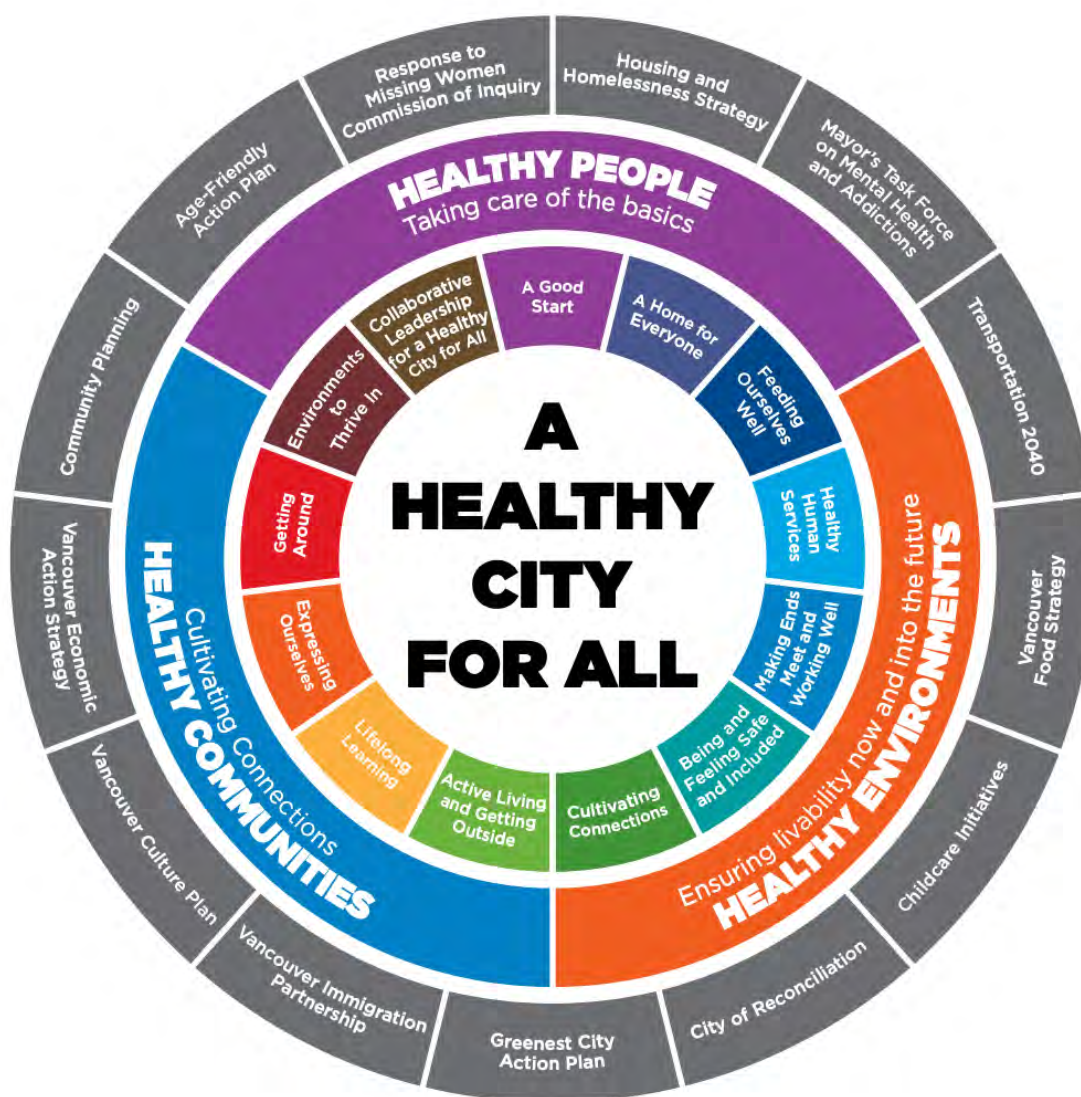 Response to
Missing Women
Commission of Inquiry
Housing and
Homelessness Strategy
Mayor's Task Force
on Mental Health
and Addictions
Transportation 2040
Vancouver
Food Strategy
Childcare Initiatives
City of Reconciliation
Greenest City
Action Plan
Vancouver Immigration
Partnership
Vancouver Culture Plan
Vancouver Economic
Action Strategy
Community Planning
Age-Friendly
Action Plan
HEALTHY PEOPLE
Taking care of the basics
Ensuring livability now and into the future
HEALTHY ENVIRONMENTS
Cultivating Connections
HEALTHY COMMUNITIES
A Good
Start
A Home for
Everyone
Feeding
Ourselves
Well
Healthy
Human
Services
Making Ends
Meet and
Working Well
Being and
Feeling Safe
and Included
Cultivating
Connections
Active Living
and Getting
Outside
Lifelong
Learning
Expressing
Ourselves
Getting
Around
Environments
to
Thrive In
Collaborative
Leadership
for a Healthy
City for All
A
HEALTHY
CITY
FOR ALL